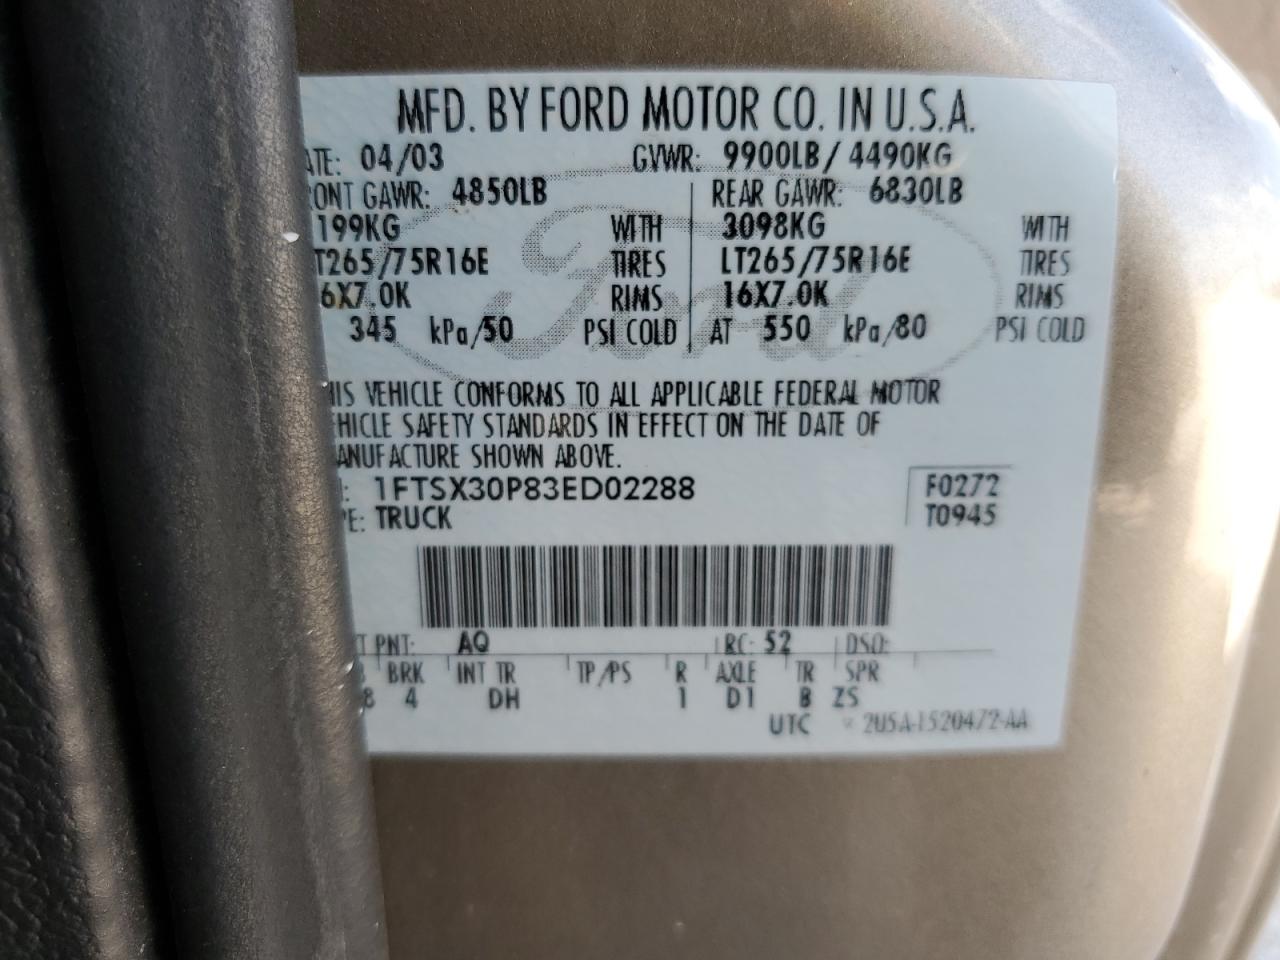 MFD. BY FORD MOTOR CO. IN U.S.A.
ATE: 04/03 GVWR: 9900LB / 4490KG
ONT GAWR: 4850LB REAR GAWR: 6830LB
199KG WITH 3098KG WITH
T265/75R16E TIRES LT265/75R16E TIRES
6X7.0K RIMS 16X7.0K RIMS
345 kPa/50 PSI COLD AT 550 kPa/80 PSI COLD
Ford
HIS VEHICLE CONFORMS TO ALL APPLICABLE FEDERAL MOTOR
EHICLE SAFETY STANDARDS IN EFFECT ON THE DATE OF
ANUFACTURE SHOWN ABOVE.
: 1FTSX30P83ED02288 F0272
PE: TRUCK T0945
T PNT: AQ RC: 52 DSO:
BRK INT TR TP/PS R AXLE TR SPR
8 4 DH 1 D1 B ZS
UTC 2U5A-1520472-AA